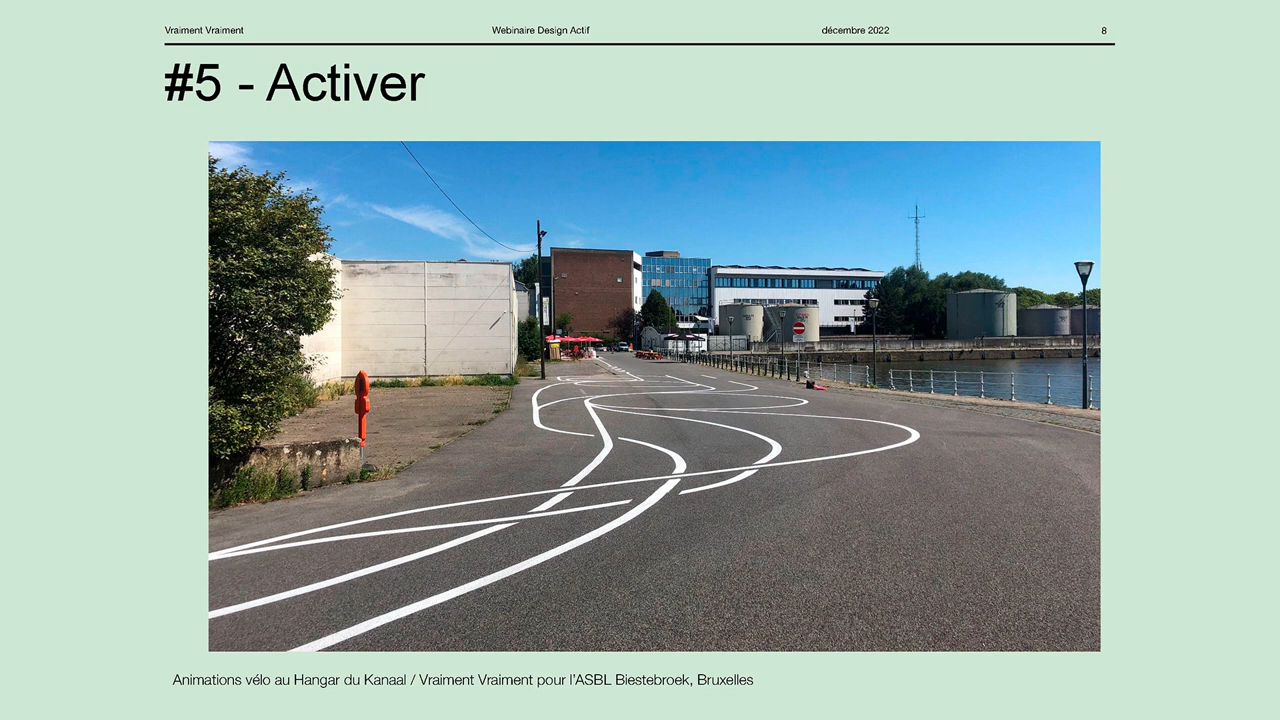 Vraiment Vraiment
Webinaire Design Actif
décembre 2022
8
#5 - Activer
Animations vélo au Hangar du Kanaal / Vraiment Vraiment pour l'ASBL Biestebroek, Bruxelles